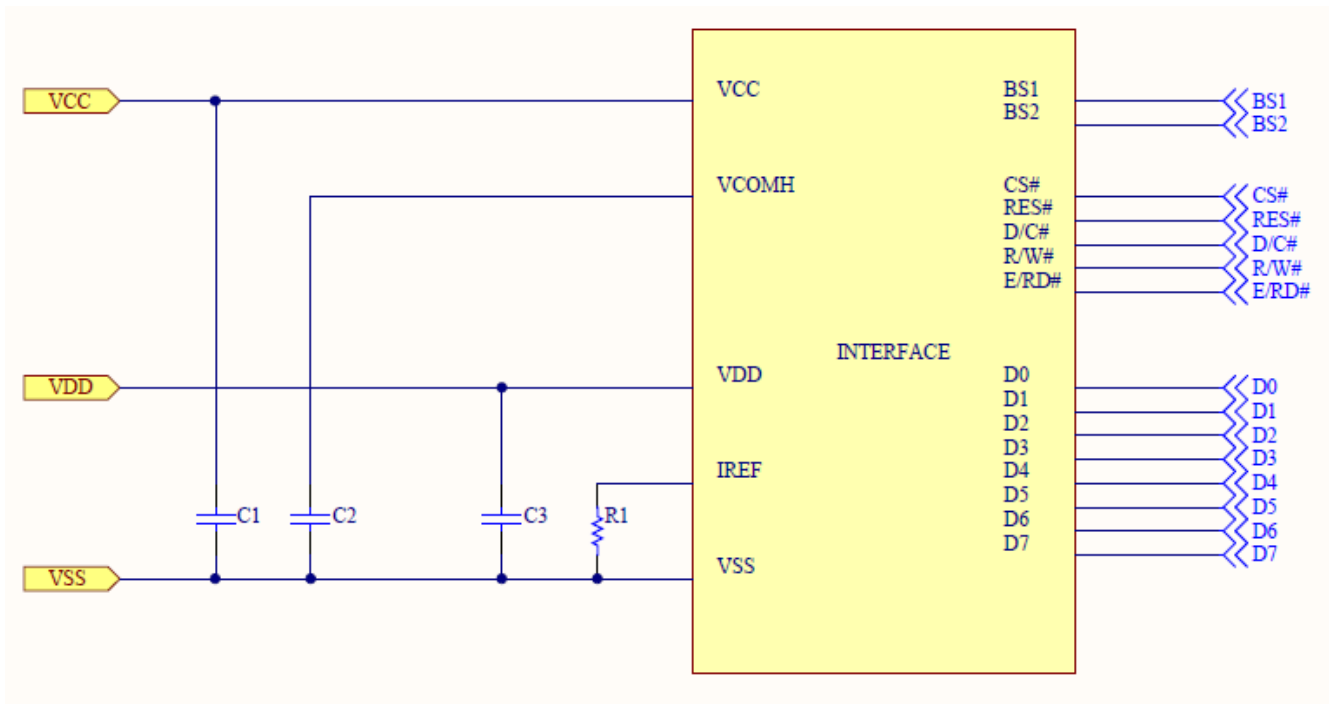 VCC
VCC
BS1
BS1
BS2
BS2
VCOMH
CS#
CS#
RES#
RES#
D/C#
D/C#
R/W#
R/W#
E/RD#
E/RD#
INTERFACE
VDD
VDD
D0
D0
D1
D1
D2
D2
D3
D3
IREF
D4
D4
D5
D5
C1
C2
C3
R1
D6
D6
D7
D7
VSS
VSS